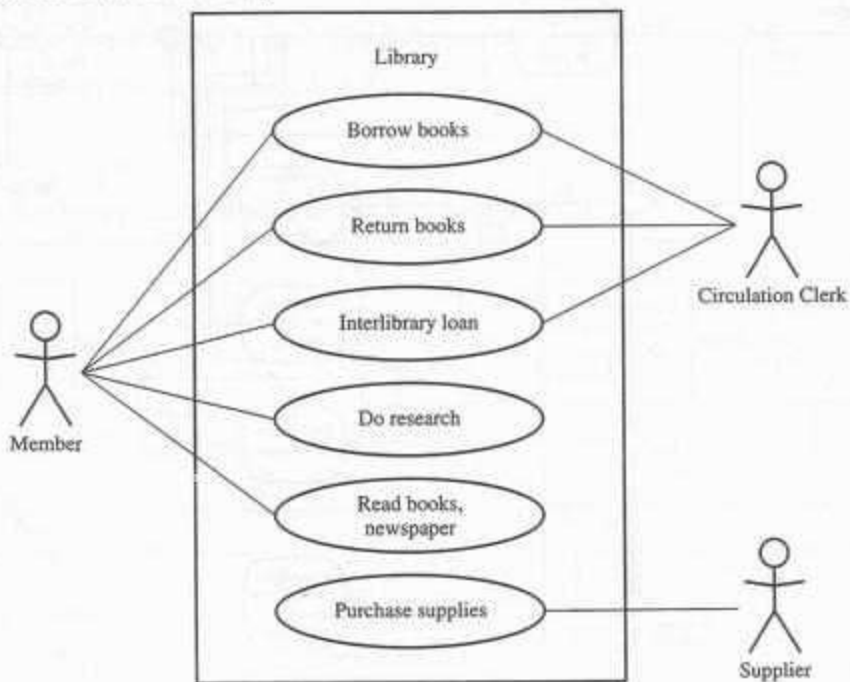 Library
Borrow books
Return books
Circulation Clerk
Interlibrary loan
Member
Do research
Read books,
newspaper
Purchase supplies
Supplier